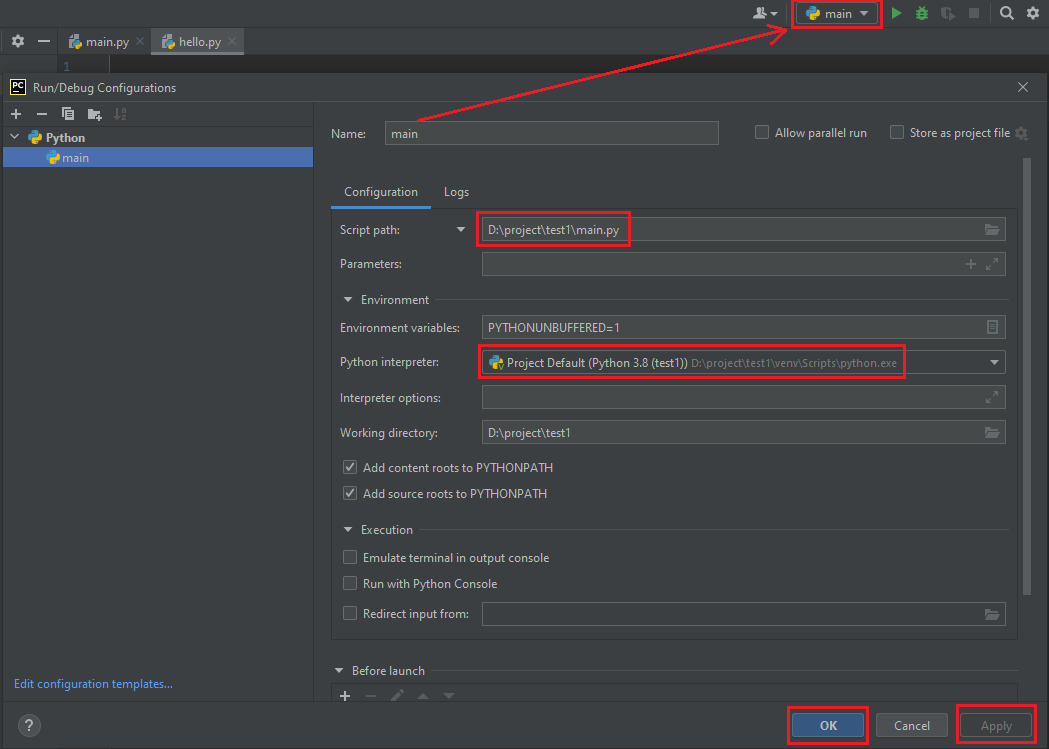 main
main.py
hello.py
1
PC Run/Debug Configurations
Python
main
Name: main
Allow parallel run
Store as project file
Configuration Logs
Script path: D:\project\test1\main.py
Parameters:
Environment
Environment variables: PYTHONUNBUFFERED=1
Python interpreter: Project Default (Python 3.8 (test1)) D:\project\test1\venv\Scripts\python.exe
Interpreter options:
Working directory: D:\project\test1
Add content roots to PYTHONPATH
Add source roots to PYTHONPATH
Execution
Emulate terminal in output console
Run with Python Console
Redirect input from:
Before launch
Edit configuration templates...
? OK Cancel Apply